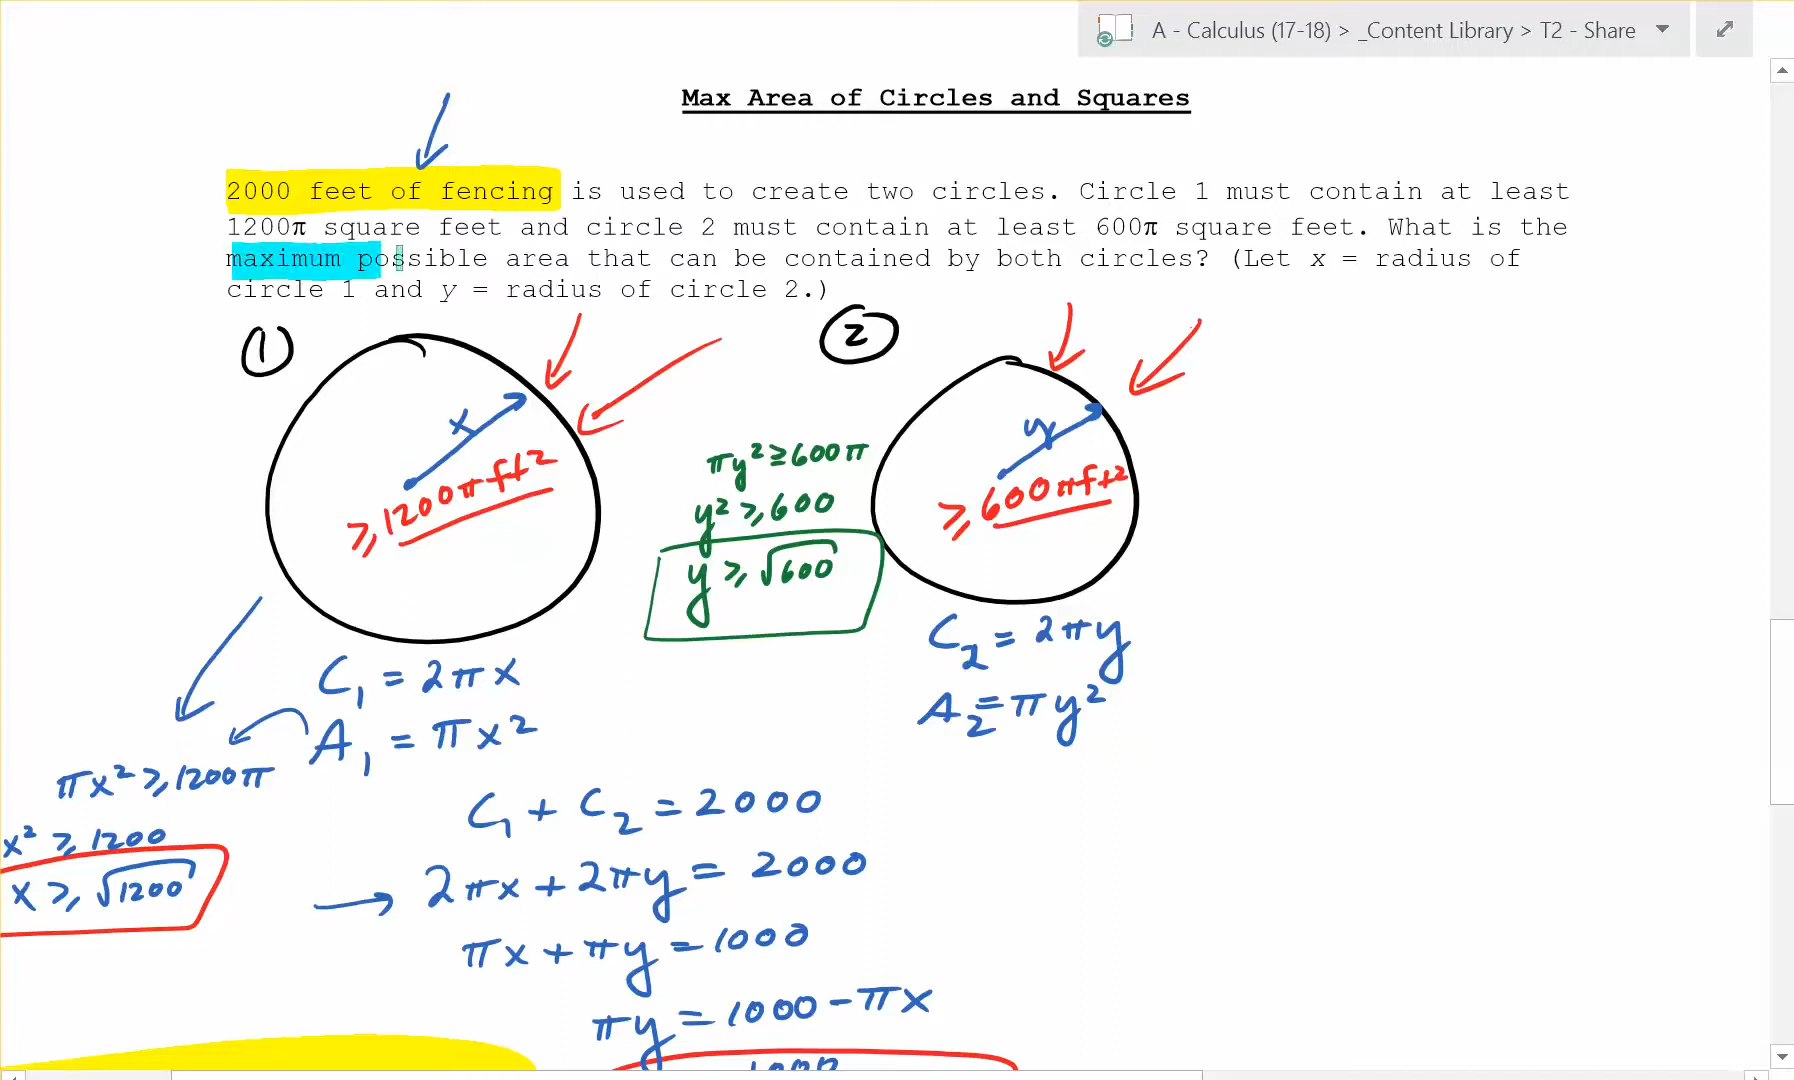 A - Calculus (17-18) > _Content Library > T2 - Share
Max Area of Circles and Squares
2000 feet of fencing is used to create two circles. Circle 1 must contain at least
1200π square feet and circle 2 must contain at least 600π square feet. What is the
maximum possible area that can be contained by both circles? (Let x = radius of
circle 1 and y = radius of circle 2.)
①
x
≥ 1200π ft²
C₁ = 2πx
A₁ = πx²
πx² ≥ 1200π
x² ≥ 1200
x ≥ √1200
πy² ≥ 600π
y² ≥ 600
y ≥ √600
②
y
≥ 600π ft²
C₂ = 2πy
A₂ = πy²
C₁ + C₂ = 2000
2πx + 2πy = 2000
πx + πy = 1000
πy = 1000 - πx